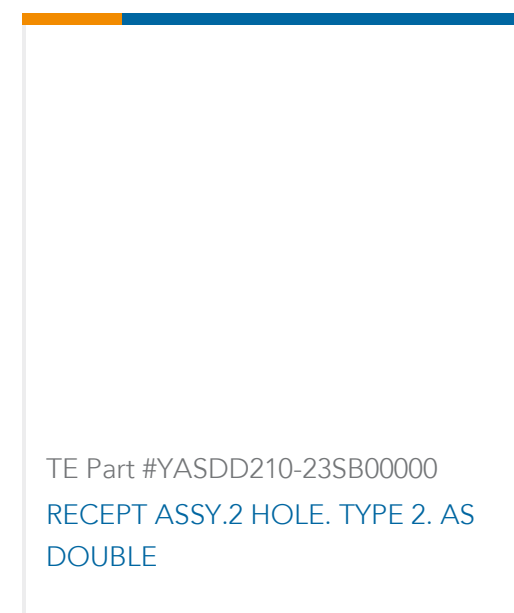 TE Part #YASDD210-23SB00000
RECEPT ASSY.2 HOLE. TYPE 2. AS
DOUBLE